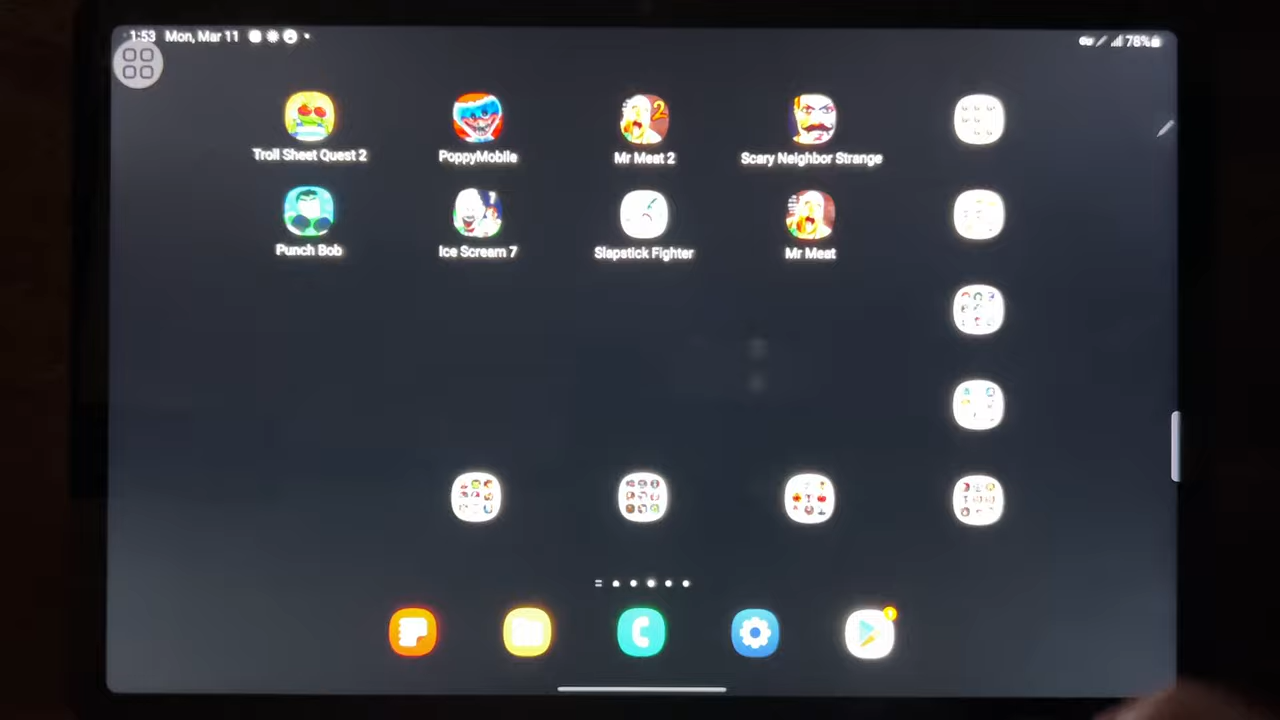 1:53 Mon, Mar 11
78%
Troll Sheet Quest 2
PoppyMobile
Mr Meat 2
Scary Neighbor Strange
Punch Bob
Ice Scream 7
Slapstick Fighter
Mr Meat